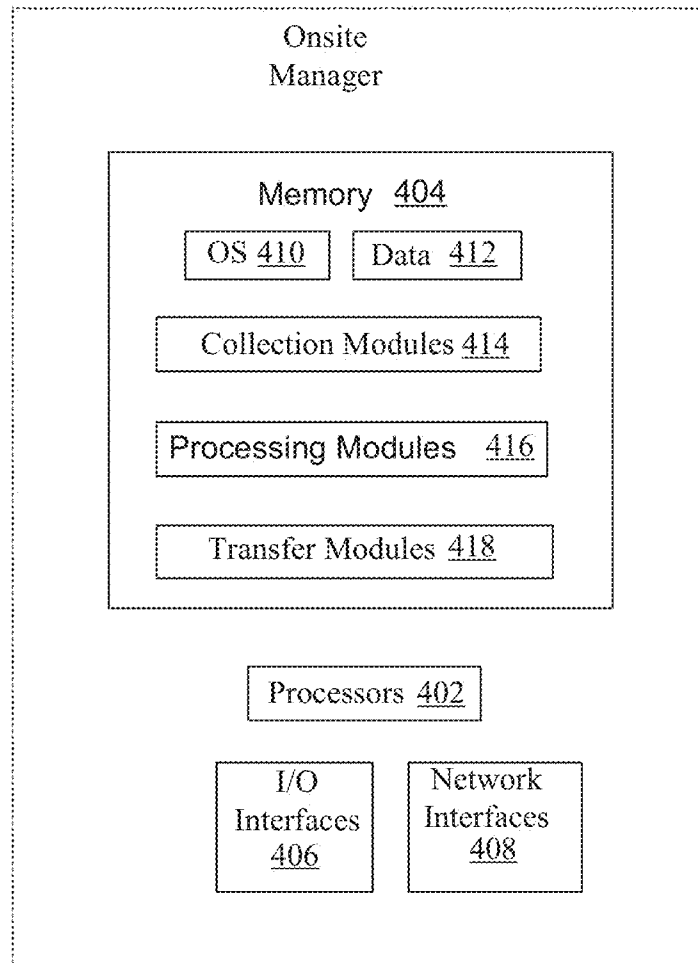 Onsite
Manager
Memory 404
OS 410
Data 412
Collection Modules 414
Processing Modules 416
Transfer Modules 418
Processors 402
I/O
Interfaces
406
Network
Interfaces
408